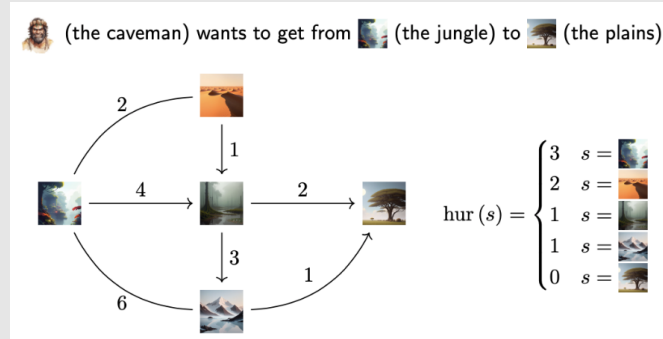 (the caveman) wants to get from (the jungle) to (the plains)
2
1
4
2
3 s =
2 s =
hur (s) = 1 s =
1 s =
0 s =
3
1
6